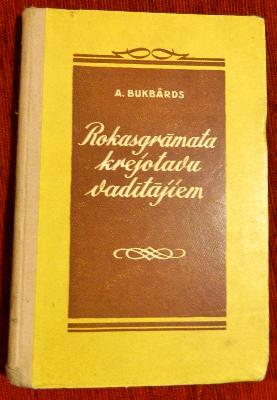 A. BUKBĀRDS
Rokasgrāmata
krejotavu
vadītājiem